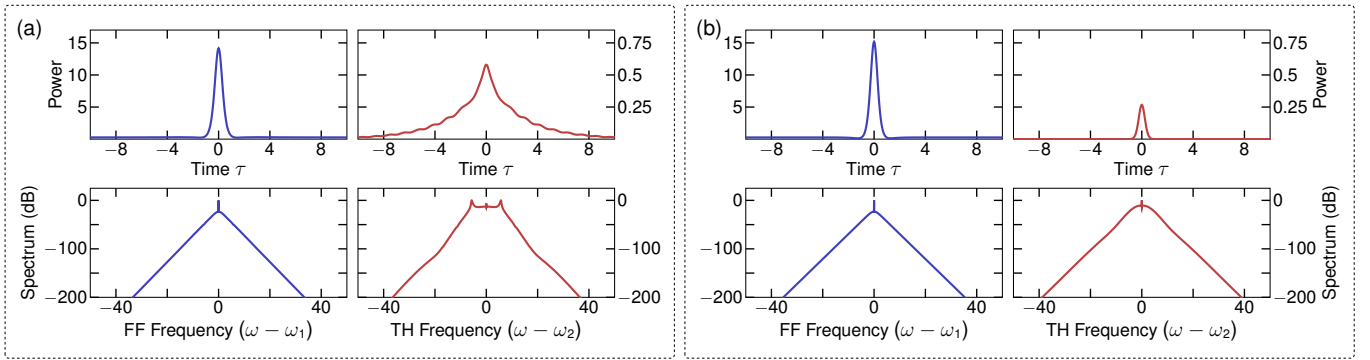 (a)
15
10
5
Power
−8 −4 0 4 8
Time τ
0.75
0.5
0.25
−8 −4 0 4 8
Time τ
0
−100
−200
Spectrum (dB)
−40 0 40
FF Frequency (ω − ω₁)
0
−100
−200
−40 0 40
TH Frequency (ω − ω₂)
(b)
15
10
5
−8 −4 0 4 8
Time τ
0.75
0.5
0.25
Power
−8 −4 0 4 8
Time τ
0
−100
−200
−40 0 40
FF Frequency (ω − ω₁)
0
−100
−200
Spectrum (dB)
−40 0 40
TH Frequency (ω − ω₂)